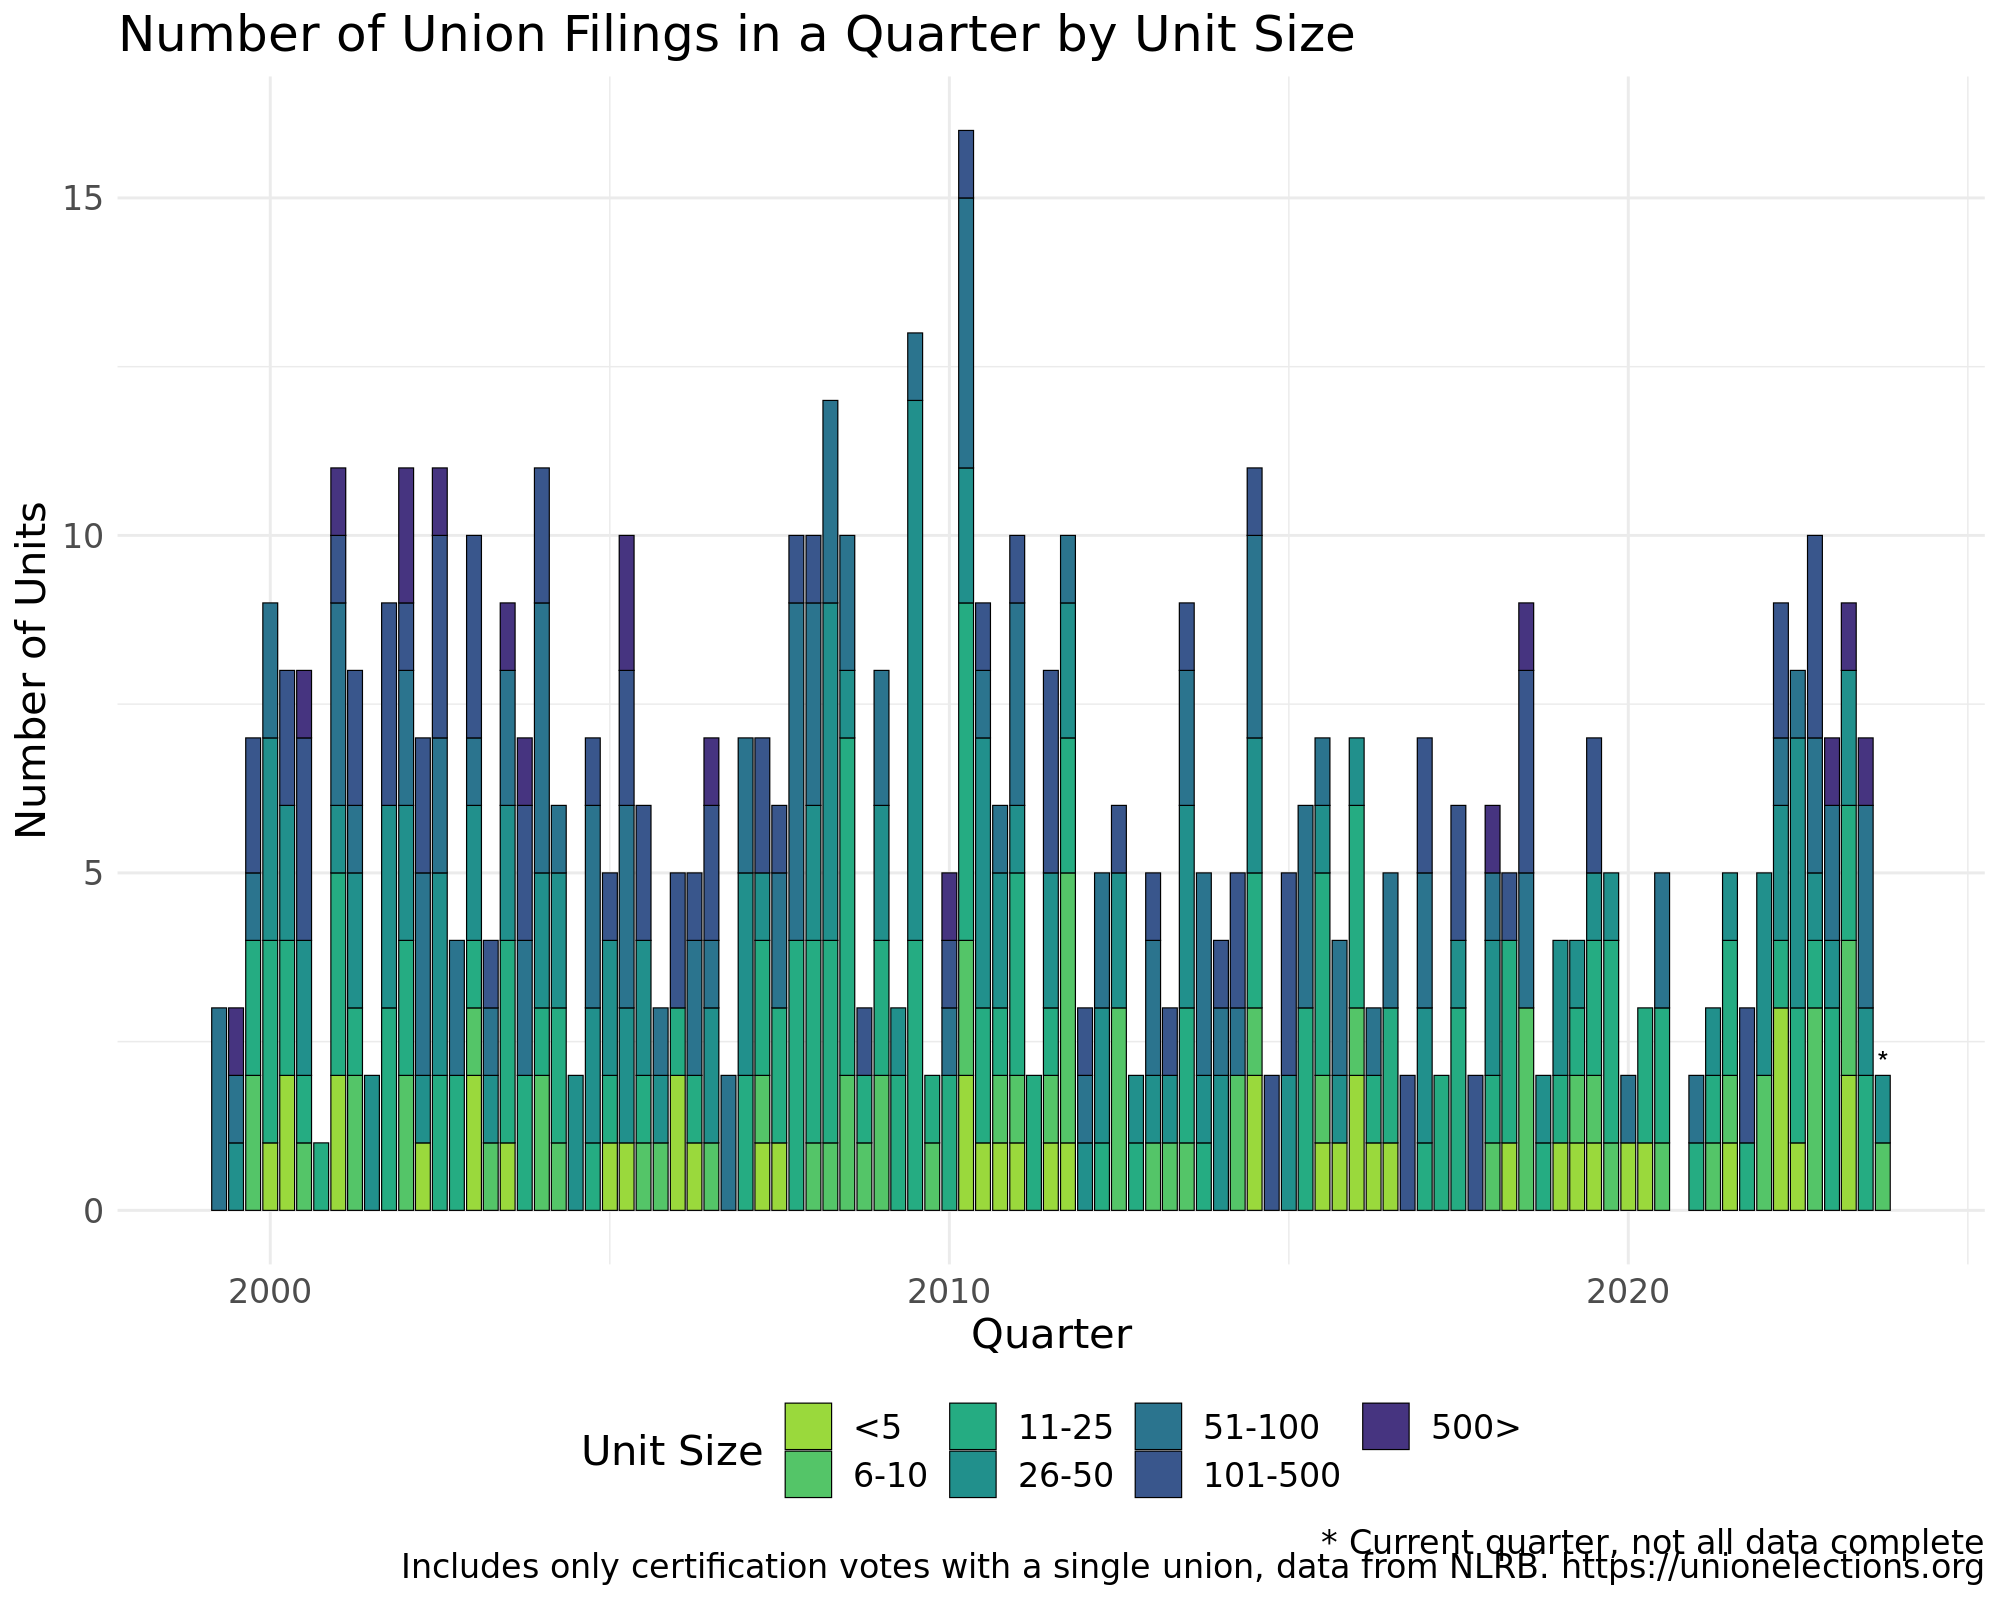 Number of Union Filings in a Quarter by Unit Size
Number of Units
15
10
5
0
*
2000 2010 2020
Quarter
Unit Size
<5 11-25 51-100 500>
6-10 26-50 101-500
* Current quarter, not all data complete
Includes only certification votes with a single union, data from NLRB. https://unionelections.org